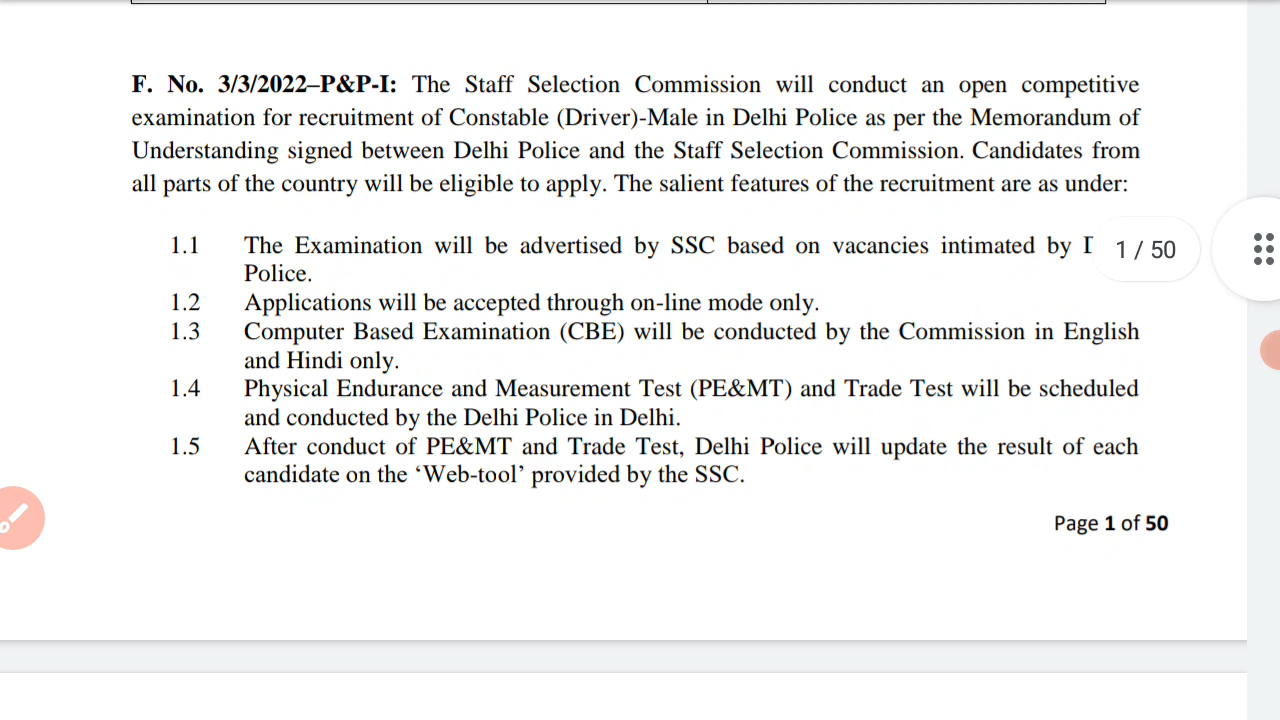 F. No. 3/3/2022–P&P-I: The Staff Selection Commission will conduct an open competitive
examination for recruitment of Constable (Driver)-Male in Delhi Police as per the Memorandum of
Understanding signed between Delhi Police and the Staff Selection Commission. Candidates from
all parts of the country will be eligible to apply. The salient features of the recruitment are as under:
1.1 The Examination will be advertised by SSC based on vacancies intimated by
1 / 50
Police.
1.2 Applications will be accepted through on-line mode only.
1.3 Computer Based Examination (CBE) will be conducted by the Commission in English
and Hindi only.
1.4 Physical Endurance and Measurement Test (PE&MT) and Trade Test will be scheduled
and conducted by the Delhi Police in Delhi.
1.5 After conduct of PE&MT and Trade Test, Delhi Police will update the result of each
candidate on the ‘Web-tool’ provided by the SSC.
Page 1 of 50